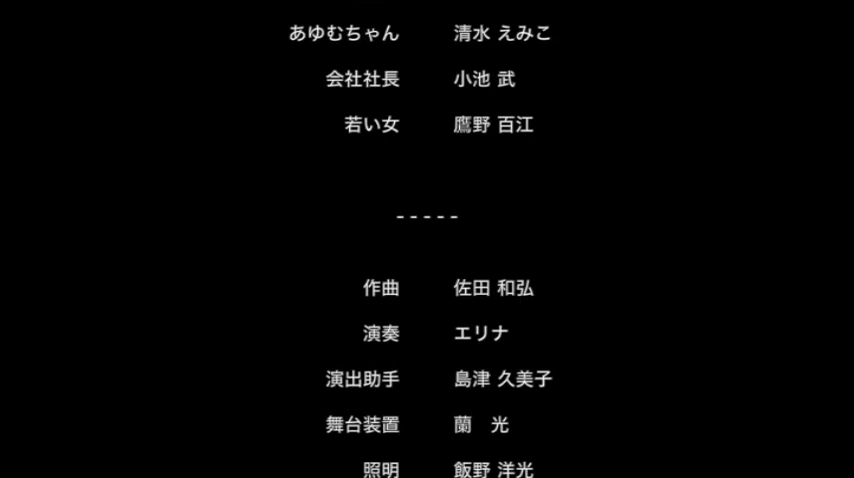 あゆむちゃん 清水 えみこ
会社社長 小池 武
若い女 鷹野 百江
-----
作曲 佐田 和弘
演奏 エリナ
演出助手 島津 久美子
舞台装置 蘭　光
照明 飯野 洋光